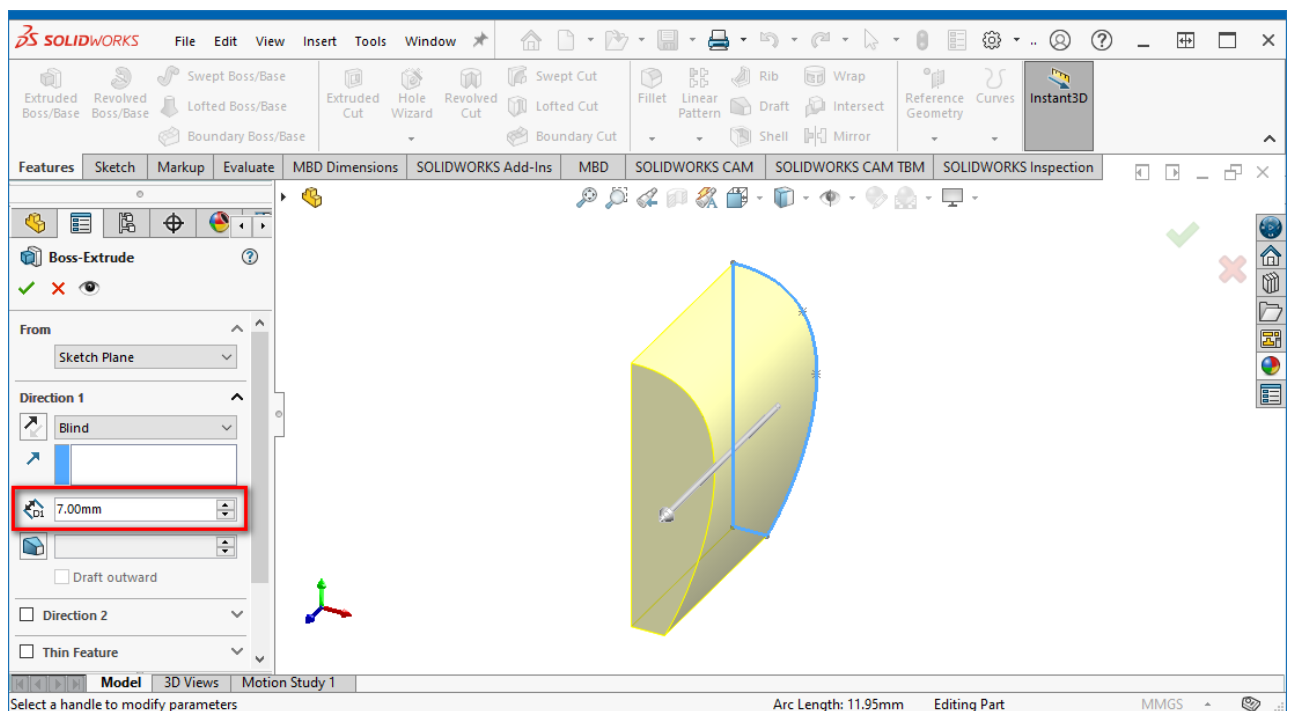 SOLIDWORKS File Edit View Insert Tools Window
Extruded Boss/Base Revolved Boss/Base Swept Boss/Base Lofted Boss/Base Boundary Boss/Base Extruded Cut Hole Wizard Revolved Cut Swept Cut Lofted Cut Boundary Cut Fillet Linear Pattern Rib Draft Shell Wrap Intersect Mirror Reference Geometry Curves Instant3D
Features Sketch Markup Evaluate MBD Dimensions SOLIDWORKS Add-Ins MBD SOLIDWORKS CAM SOLIDWORKS CAM TBM SOLIDWORKS Inspection
Boss-Extrude
From
Sketch Plane
Direction 1
Blind
D1 7.00mm
Draft outward
Direction 2
Thin Feature
Model 3D Views Motion Study 1
Select a handle to modify parameters Arc Length: 11.95mm Editing Part MMGS